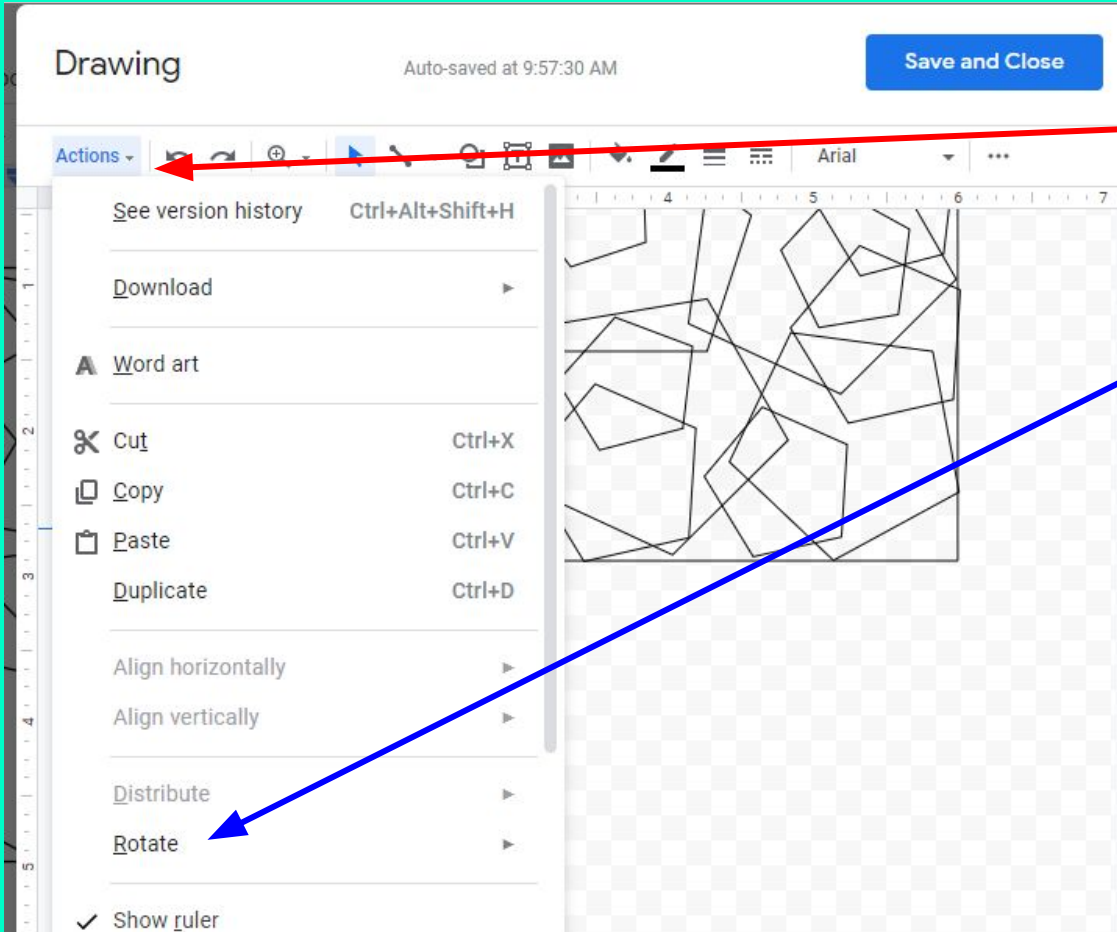 Drawing
Auto-saved at 9:57:30 AM
Save and Close
Actions
Arial
4 5 6 7
See version history Ctrl+Alt+Shift+H
Download
A Word art
Cut Ctrl+X
Copy Ctrl+C
Paste Ctrl+V
Duplicate Ctrl+D
Align horizontally
Align vertically
Distribute
Rotate
Show ruler
1
2
3
4
5